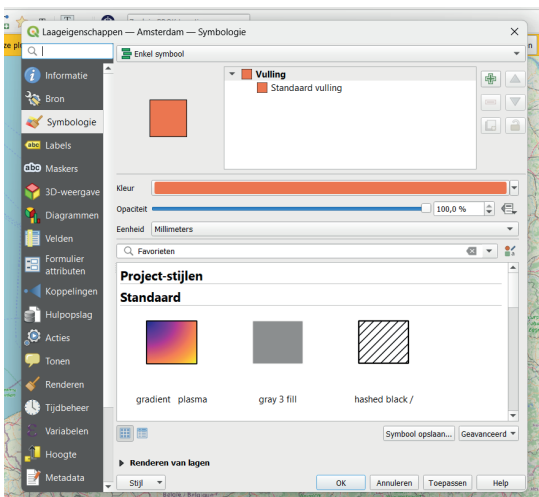 Laageigenschappen — Amsterdam — Symbologie
Enkel symbool
Informatie
Bron
Symbologie
abc Labels
abc Maskers
3D-weergave
Diagrammen
Velden
Formulier
attributen
Koppelingen
Hulpopslag
Acties
Tonen
Renderen
Tijdbeheer
Variabelen
Hoogte
Metadata
Vulling
Standaard vulling
Kleur
Opaciteit
100,0 %
Eenheid
Millimeters
Favorieten
Project-stijlen
Standaard
gradient plasma
gray 3 fill
hashed black /
Symbool opslaan...
Geavanceerd
Renderen van lagen
Stijl
OK
Annuleren
Toepassen
Help